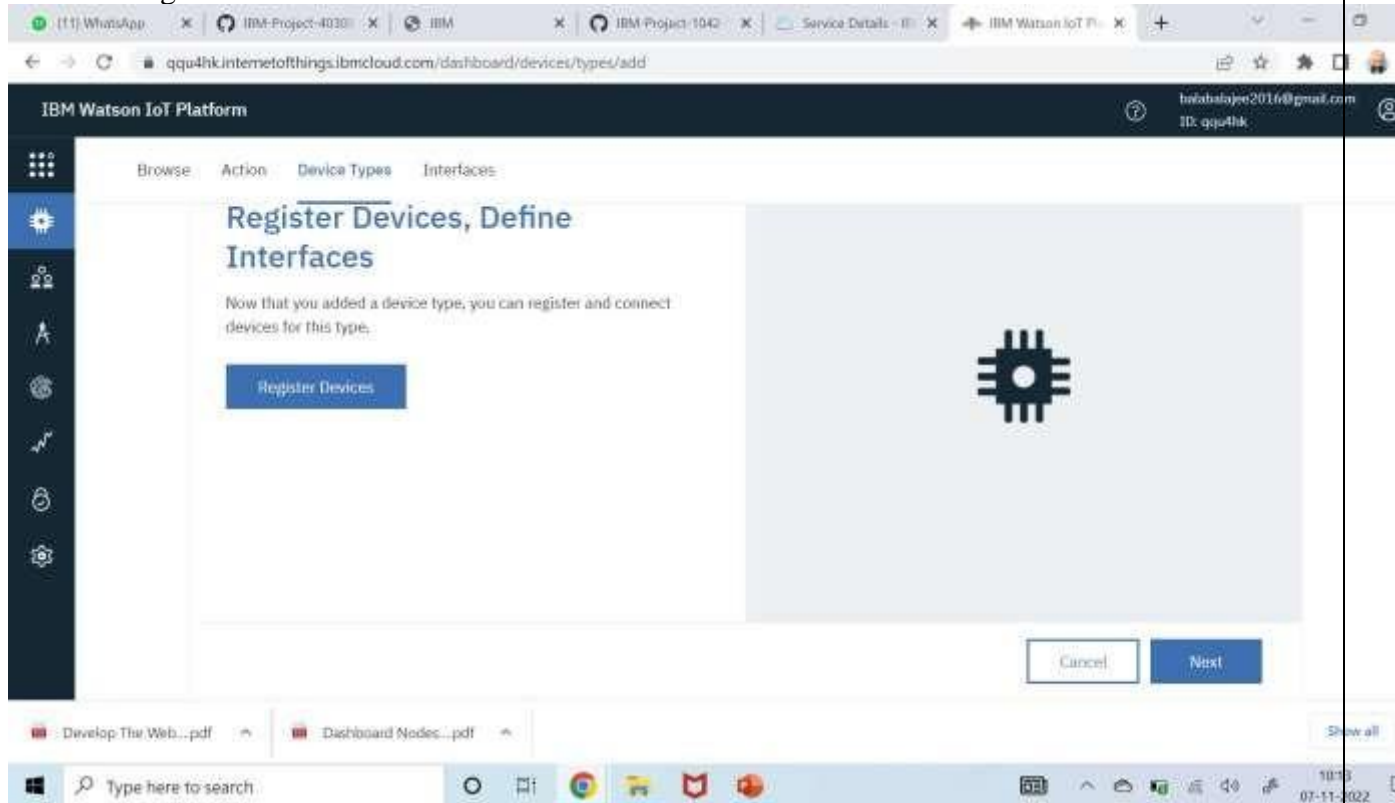 (11) WhatsApp
IBM-Project-4030
IBM
IBM-Project-1042
Service Details - IB
IBM Watson IoT Pl
qqu4hk.internetofthings.ibmcloud.com/dashboard/devices/types/add
IBM Watson IoT Platform
balabalajee2016@gmail.com
ID: qqu4hk
Browse Action Device Types Interfaces
Register Devices, Define
Interfaces
Now that you added a device type, you can register and connect
devices for this type.
Register Devices
Cancel Next
Develop The Web....pdf
Dashboard Nodes....pdf
Show all
Type here to search
10:13
07-11-2022